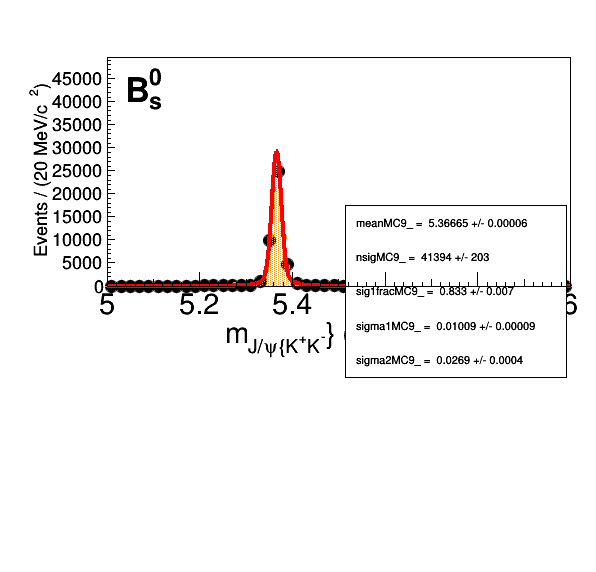 Events / (20 MeV/c 2)
45000
40000
35000
30000
25000
20000
15000
10000
5000
0
B0s
meanMC9_ = 5.36665 +/- 0.00006
nsigMC9_ = 41394 +/- 203
sig1fracMC9_ = 0.833 +/- 0.007
sigma1MC9_ = 0.01009 +/- 0.00009
sigma2MC9_ = 0.0269 +/- 0.0004
5 5.2 5.4 6
mJ/ψ{K+K-} (